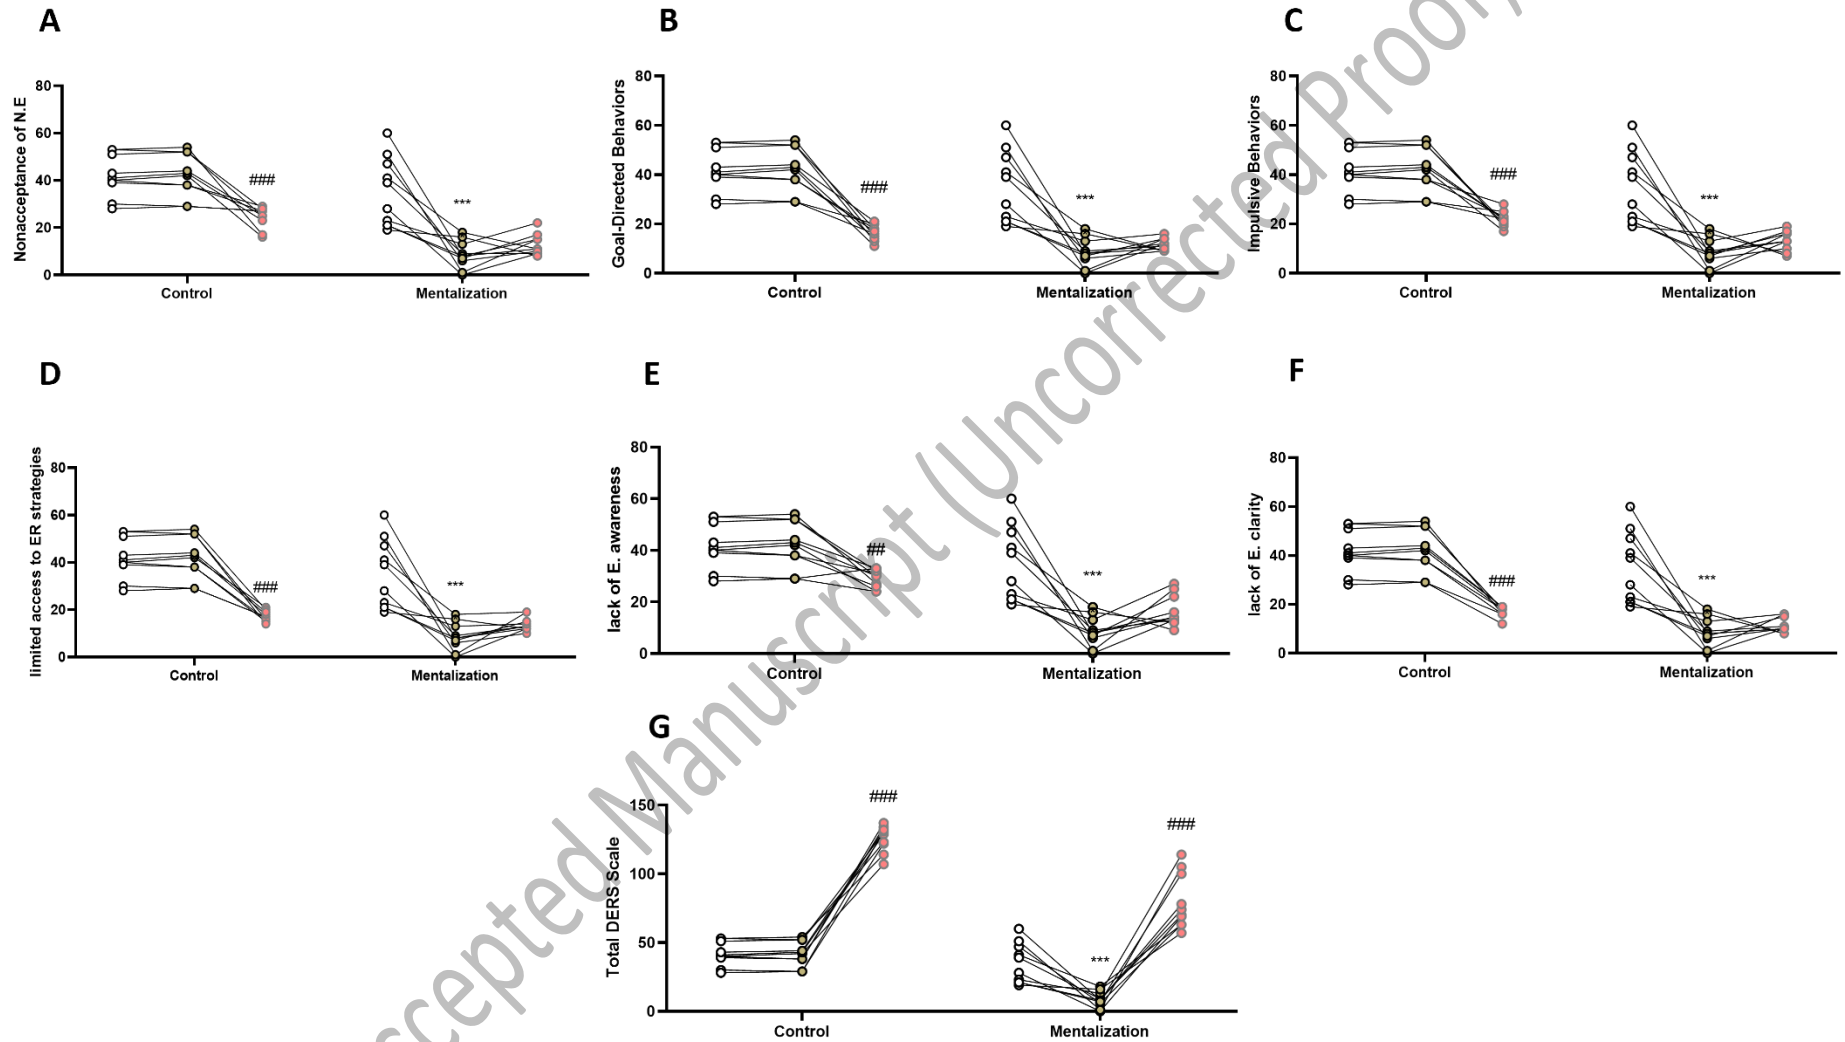 A
Nonacceptance of N.E
80
60
40
20
0
###
***
Control
Mentalization
B
Goal-Directed Behaviors
80
60
40
20
0
###
***
Control
Mentalization
C
Impulsive Behaviors
80
60
40
20
0
###
***
Control
Mentalization
D
limited access to ER strategies
80
60
40
20
0
###
***
Control
Mentalization
E
lack of E. awareness
80
60
40
20
0
##
***
Control
Mentalization
F
lack of E. clarity
80
60
40
20
0
###
***
Control
Mentalization
G
Total DERS Scale
150
100
50
0
###
***
###
Control
Mentalization
Accepted Manuscript (Uncorrected Proof)